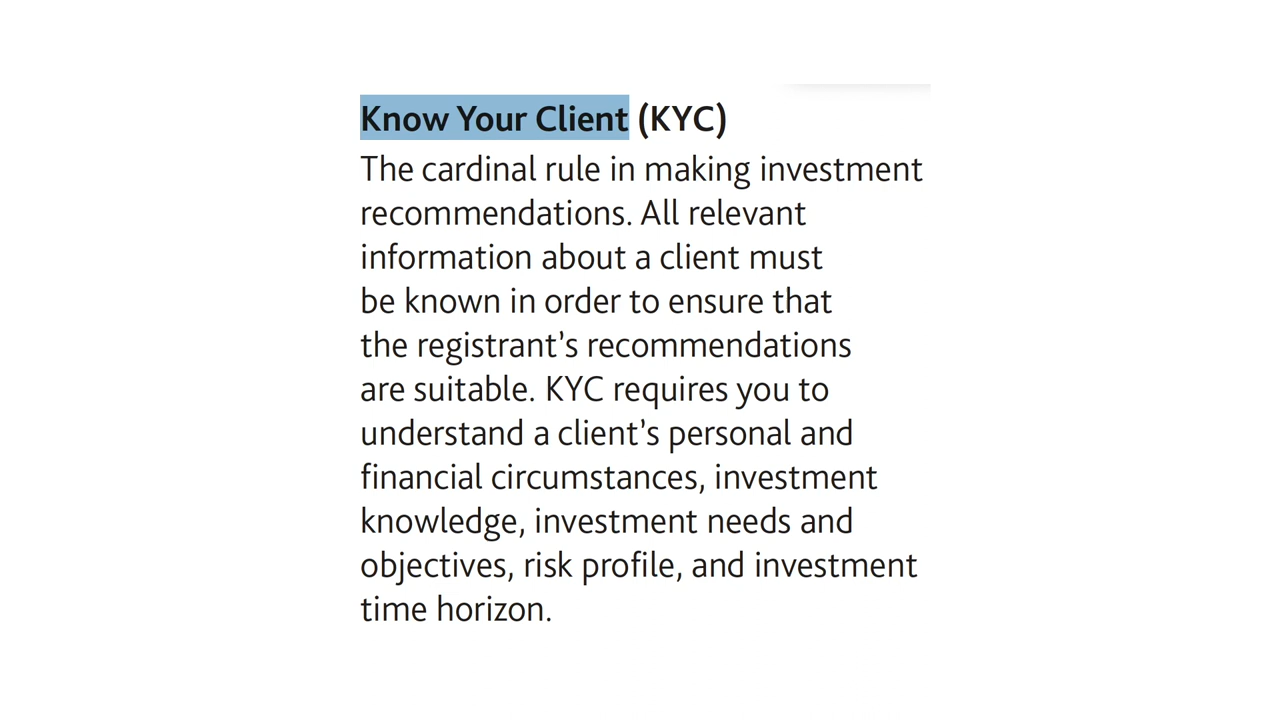 Know Your Client (KYC)
The cardinal rule in making investment
recommendations. All relevant
information about a client must
be known in order to ensure that
the registrant’s recommendations
are suitable. KYC requires you to
understand a client’s personal and
financial circumstances, investment
knowledge, investment needs and
objectives, risk profile, and investment
time horizon.